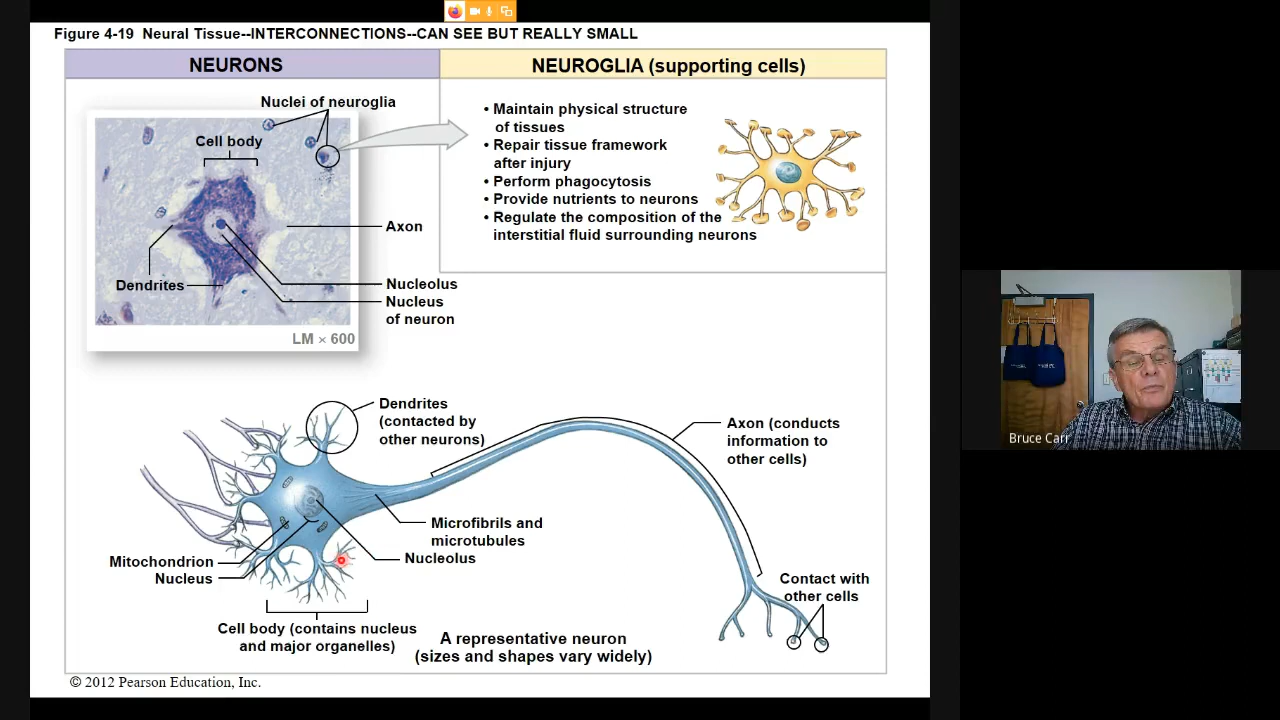 Figure 4-19 Neural Tissue--INTERCONNECTIONS--CAN SEE BUT REALLY SMALL
NEURONS
NEUROGLIA (supporting cells)
Nuclei of neuroglia
Cell body
Axon
Dendrites
Nucleolus
Nucleus
of neuron
LM × 600
• Maintain physical structure
of tissues
• Repair tissue framework
after injury
• Perform phagocytosis
• Provide nutrients to neurons
• Regulate the composition of the
interstitial fluid surrounding neurons
Dendrites
(contacted by
other neurons)
Axon (conducts
information to
other cells)
Microfibrils and
microtubules
Nucleolus
Mitochondrion
Nucleus
Contact with
other cells
Cell body (contains nucleus
and major organelles)
A representative neuron
(sizes and shapes vary widely)
© 2012 Pearson Education, Inc.
Bruce Carr